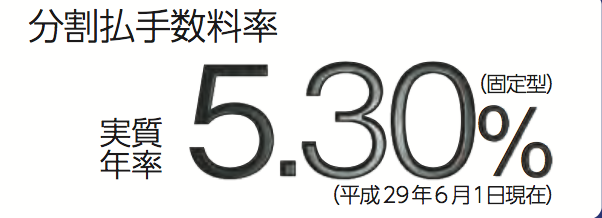 分割払手数料率
実質
年率
5.30%
(固定型)
(平成29年6月1日現在)